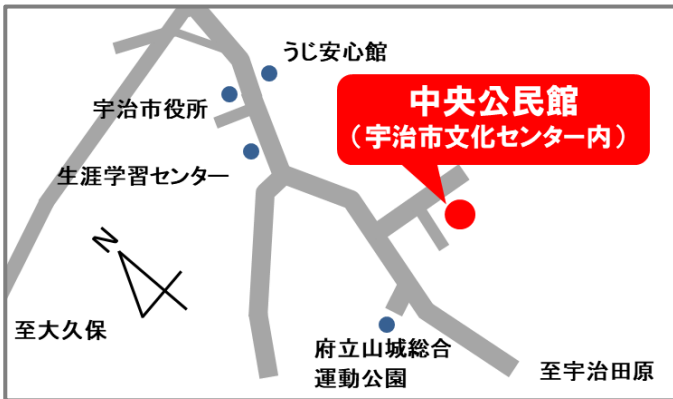 うじ安心館
宇治市役所
中央公民館
（宇治市文化センター内）
生涯学習センター
N
至大久保
府立山城総合
運動公園
至宇治田原